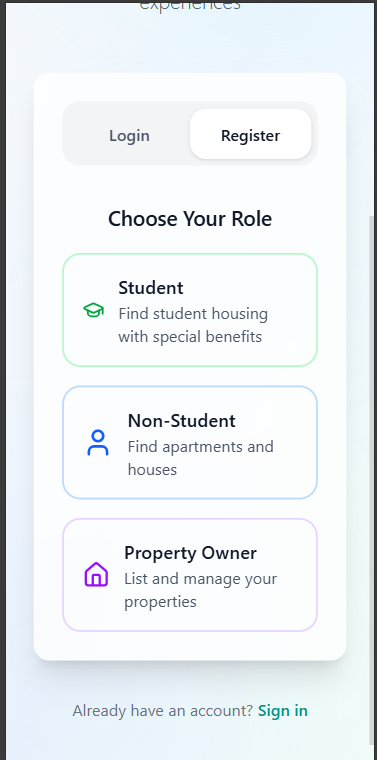 experiences
Login
Register
Choose Your Role
Student
Find student housing
with special benefits
Non-Student
Find apartments and
houses
Property Owner
List and manage your
properties
Already have an account? Sign in